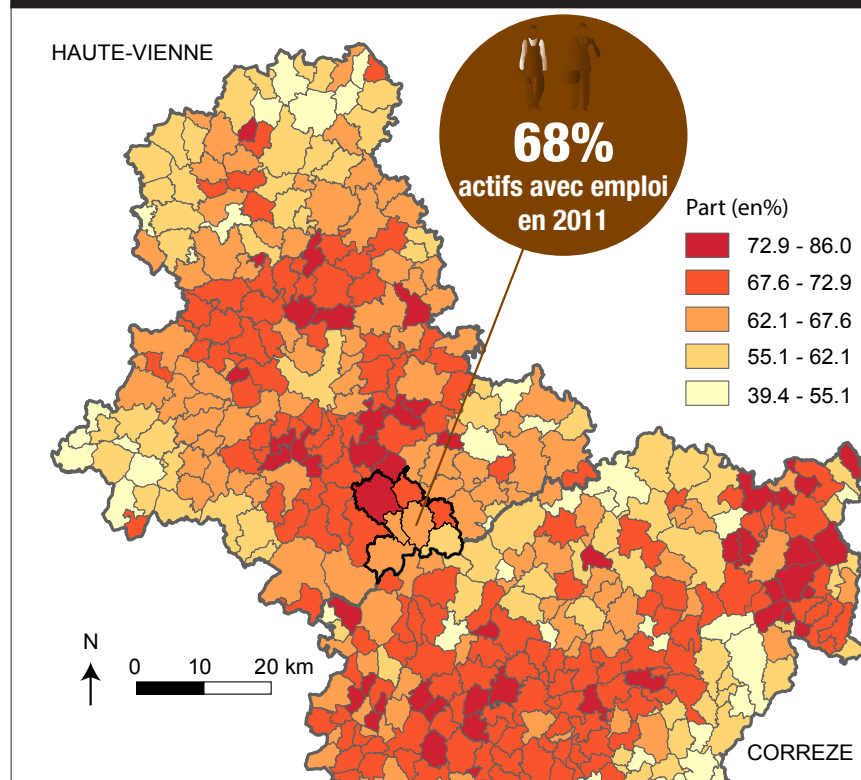 HAUTE-VIENNE
68%
actifs avec emploi
en 2011
Part (en%)
72.9 - 86.0
67.6 - 72.9
62.1 - 67.6
55.1 - 62.1
39.4 - 55.1
N
0 10 20 km
CORREZE